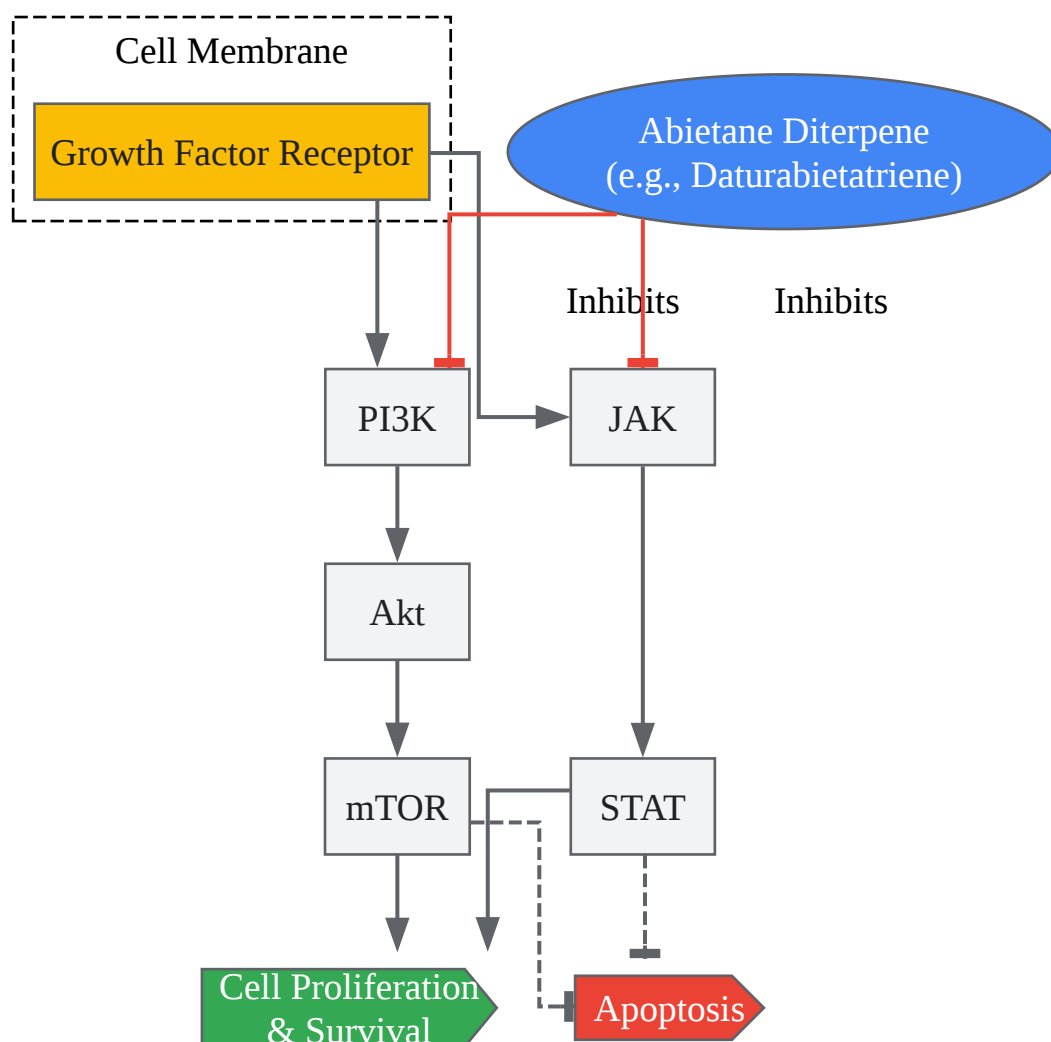 Cell Membrane
Growth Factor Receptor
Abietane Diterpene
(e.g., Daturabietatriene)
Inhibits
Inhibits
PI3K
JAK
Akt
mTOR
STAT
Cell Proliferation
& Survival
Apoptosis